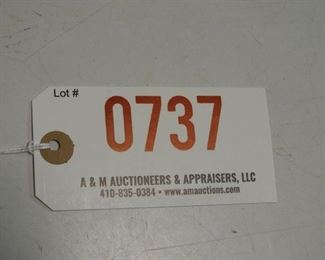 Lot #
0737
A & M AUCTIONEERS & APPRAISERS, LLC
410-835-0384 • www.amauctions.com